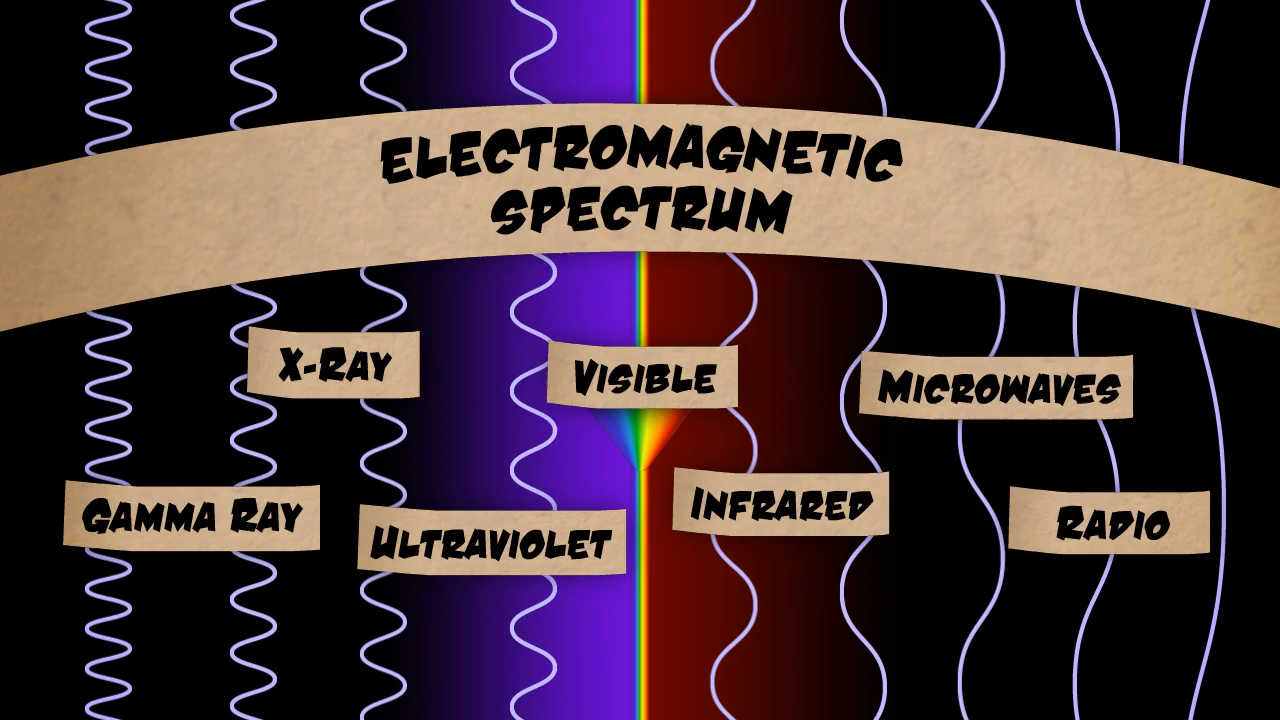 ELECTROMAGNETIC
SPECTRUM
X-RAY
VISIBLE
MICROWAVES
GAMMA RAY
ULTRAVIOLET
INFRARED
RADIO